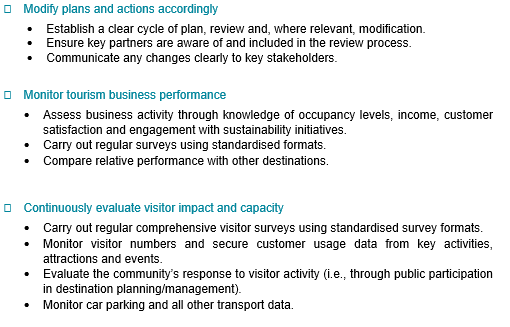 □ Modify plans and actions accordingly
• Establish a clear cycle of plan, review and, where relevant, modification.
• Ensure key partners are aware of and included in the review process.
• Communicate any changes clearly to key stakeholders.
□ Monitor tourism business performance
• Assess business activity through knowledge of occupancy levels, income, customer
satisfaction and engagement with sustainability initiatives.
• Carry out regular surveys using standardised formats.
• Compare relative performance with other destinations.
□ Continuously evaluate visitor impact and capacity
• Carry out regular comprehensive visitor surveys using standardised survey formats.
• Monitor visitor numbers and secure customer usage data from key activities,
attractions and events.
• Evaluate the community's response to visitor activity (i.e., through public participation
in destination planning/management).
• Monitor car parking and all other transport data.